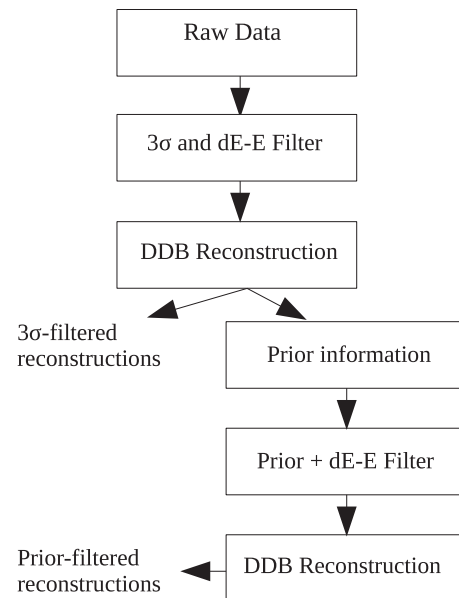 Raw Data
3σ and dE-E Filter
DDB Reconstruction
3σ-filtered
reconstructions
Prior information
Prior + dE-E Filter
DDB Reconstruction
Prior-filtered
reconstructions